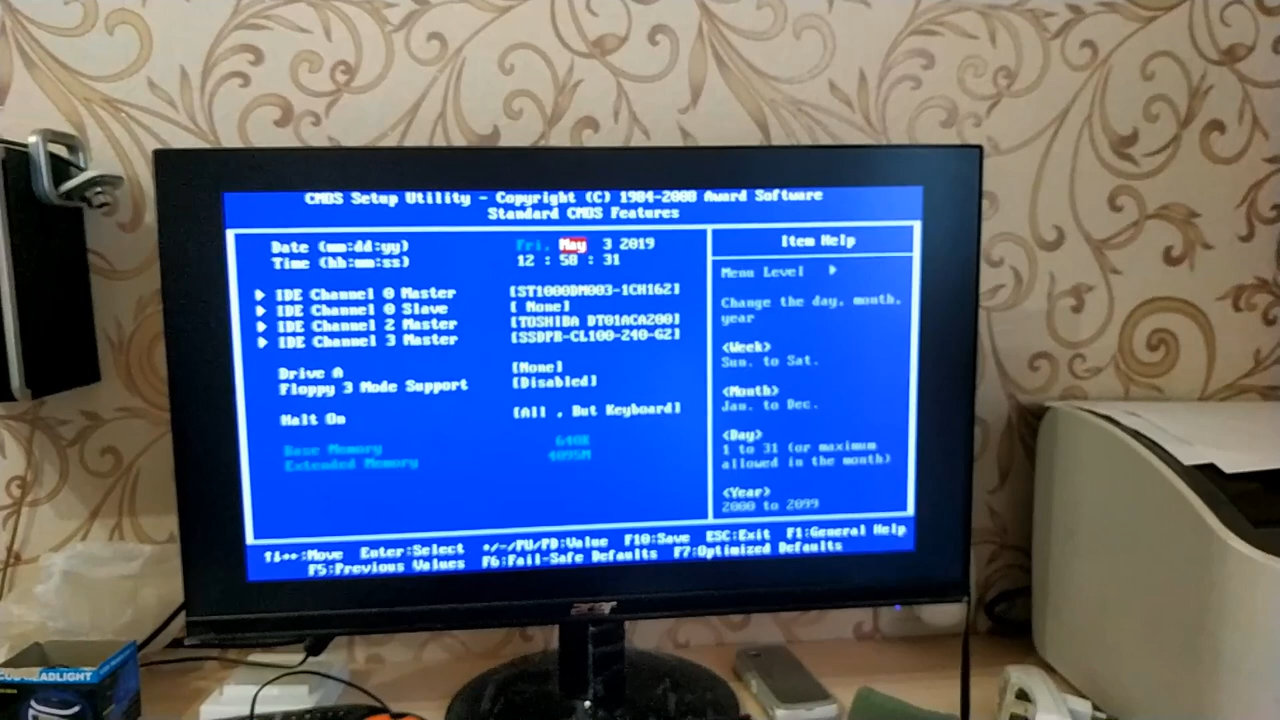 CMOS Setup Utility - Copyright (C) 1984-2008 Award Software
Standard CMOS Features
Date (mm:dd:yy) Fri, May 3 2019
Time (hh:mm:ss) 12 : 58 : 31
IDE Channel 0 Master [ST1000DM003-1CH162]
IDE Channel 0 Slave [ None]
IDE Channel 2 Master [TOSHIBA DT01ACA200]
IDE Channel 3 Master [SSDPR-CL100-240-G2]
Drive A [None]
Floppy 3 Mode Support [Disabled]
Halt On [All , But Keyboard]
Base Memory 640K
Extended Memory 4095M
Item Help
Menu Level ▶
Change the day, month,
year
<Week>
Sun. to Sat.
<Month>
Jan. to Dec.
<Day>
1 to 31 (or maximum
allowed in the month)
<Year>
2000 to 2099
↑↓→←:Move Enter:Select +/-/PU/PD:Value F10:Save ESC:Exit F1:General Help
F5:Previous Values F6:Fail-Safe Defaults F7:Optimized Defaults
acer
HEADLIGHT